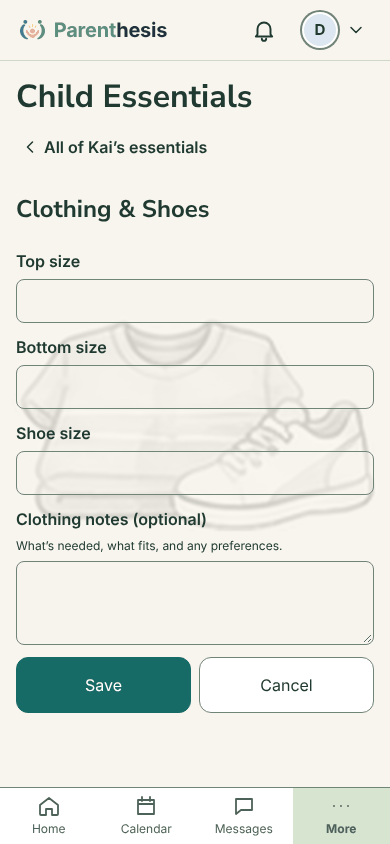 Parenthesis
D
Child Essentials
All of Kai’s essentials
Clothing & Shoes
Top size
Bottom size
Shoe size
Clothing notes (optional)
What’s needed, what fits, and any preferences.
Save
Cancel
Home
Calendar
Messages
More